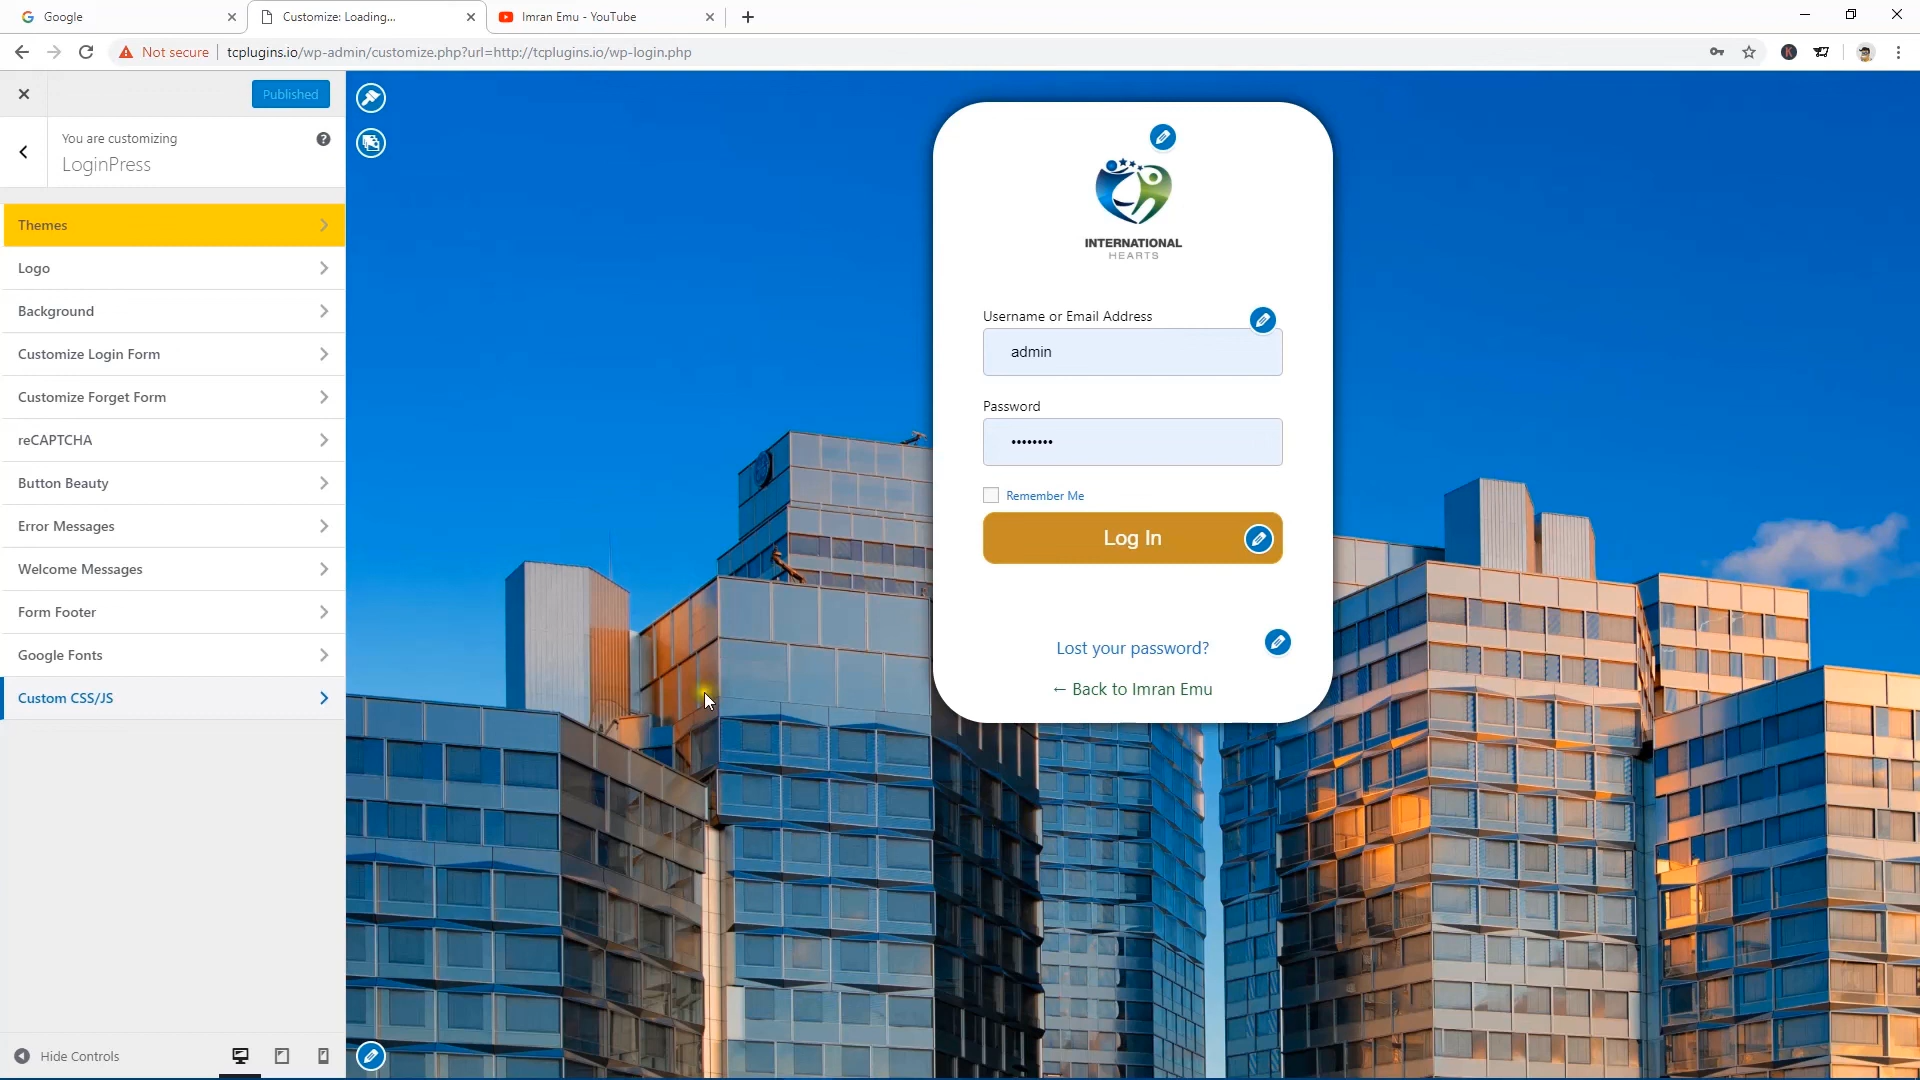 Google
Customize: Loading...
Imran Emu - YouTube
Not secure
tcplugins.io/wp-admin/customize.php?url=http://tcplugins.io/wp-login.php
Published
You are customizing
LoginPress
Themes
Logo
Background
Customize Login Form
Customize Forget Form
reCAPTCHA
Button Beauty
Error Messages
Welcome Messages
Form Footer
Google Fonts
Custom CSS/JS
Hide Controls
INTERNATIONAL
HEARTS
Username or Email Address
admin
Password
••••••••
Remember Me
Log In
Lost your password?
← Back to Imran Emu